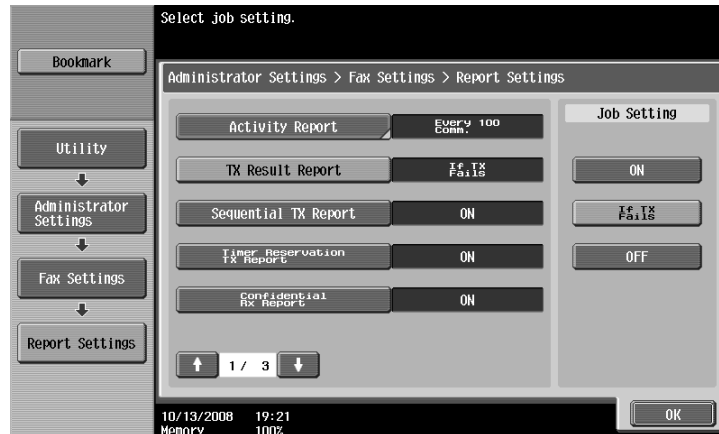 Select job setting.
Bookmark
Administrator Settings > Fax Settings > Report Settings
Utility
Administrator
Settings
Fax Settings
Report Settings
Activity Report
Every 100
Comm.
TX Result Report
If TX
Fails
Sequential TX Report
ON
Timer Reservation
TX Report
ON
Confidential
Rx Report
ON
1 / 3
Job Setting
ON
If TX
Fails
OFF
10/13/2008 19:21
Memory 100%
OK